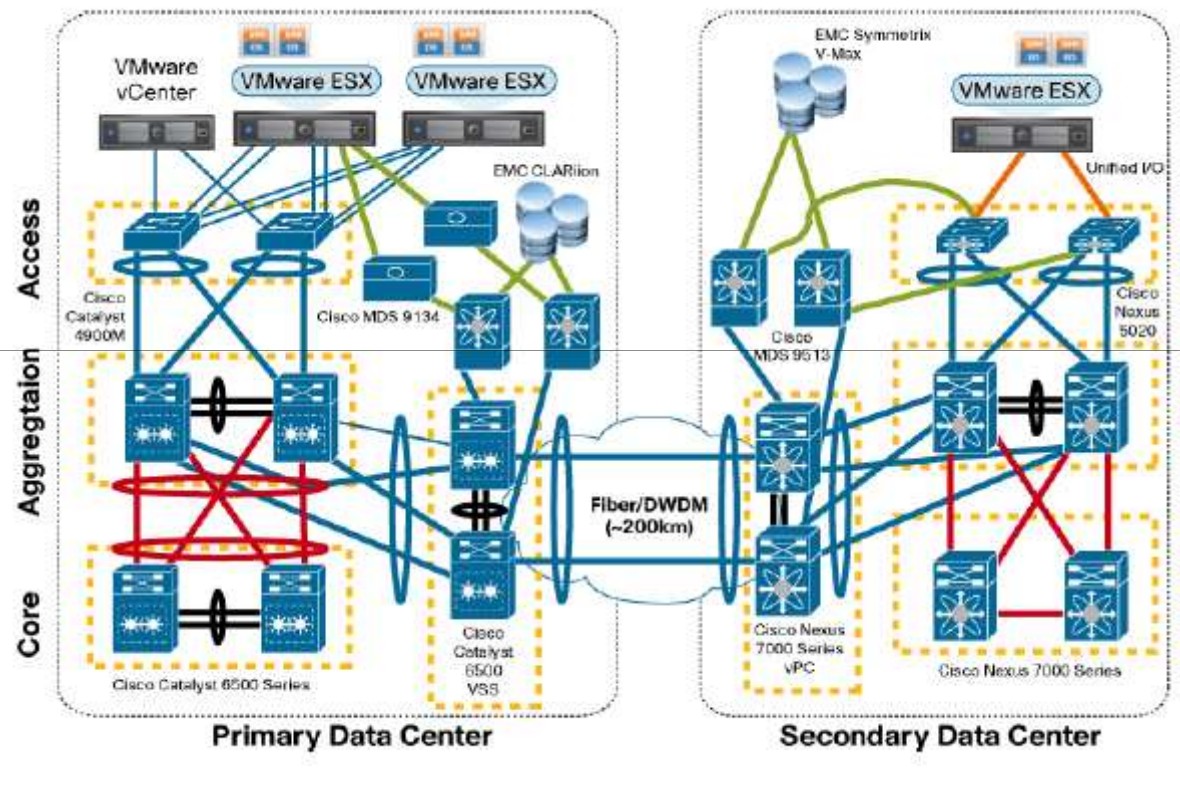 EMC Symmetrix
V-Max
VMware
vCenter
VMware ESX
VMware ESX
VMware ESX
EMC CLARiion
Unified I/O
Access
Cisco
Catalyst
4900M
Cisco MDS 9134
Cisco
MDS 9513
Cisco
Nexus
5020
Aggregtaion
Fiber/DWDM
(~200km)
Core
Cisco
Catalyst
6500
VSS
Cisco Nexus
7000 Series
vPC
Cisco Catalyst 6500 Series
Cisco Nexus 7000 Series
Primary Data Center
Secondary Data Center